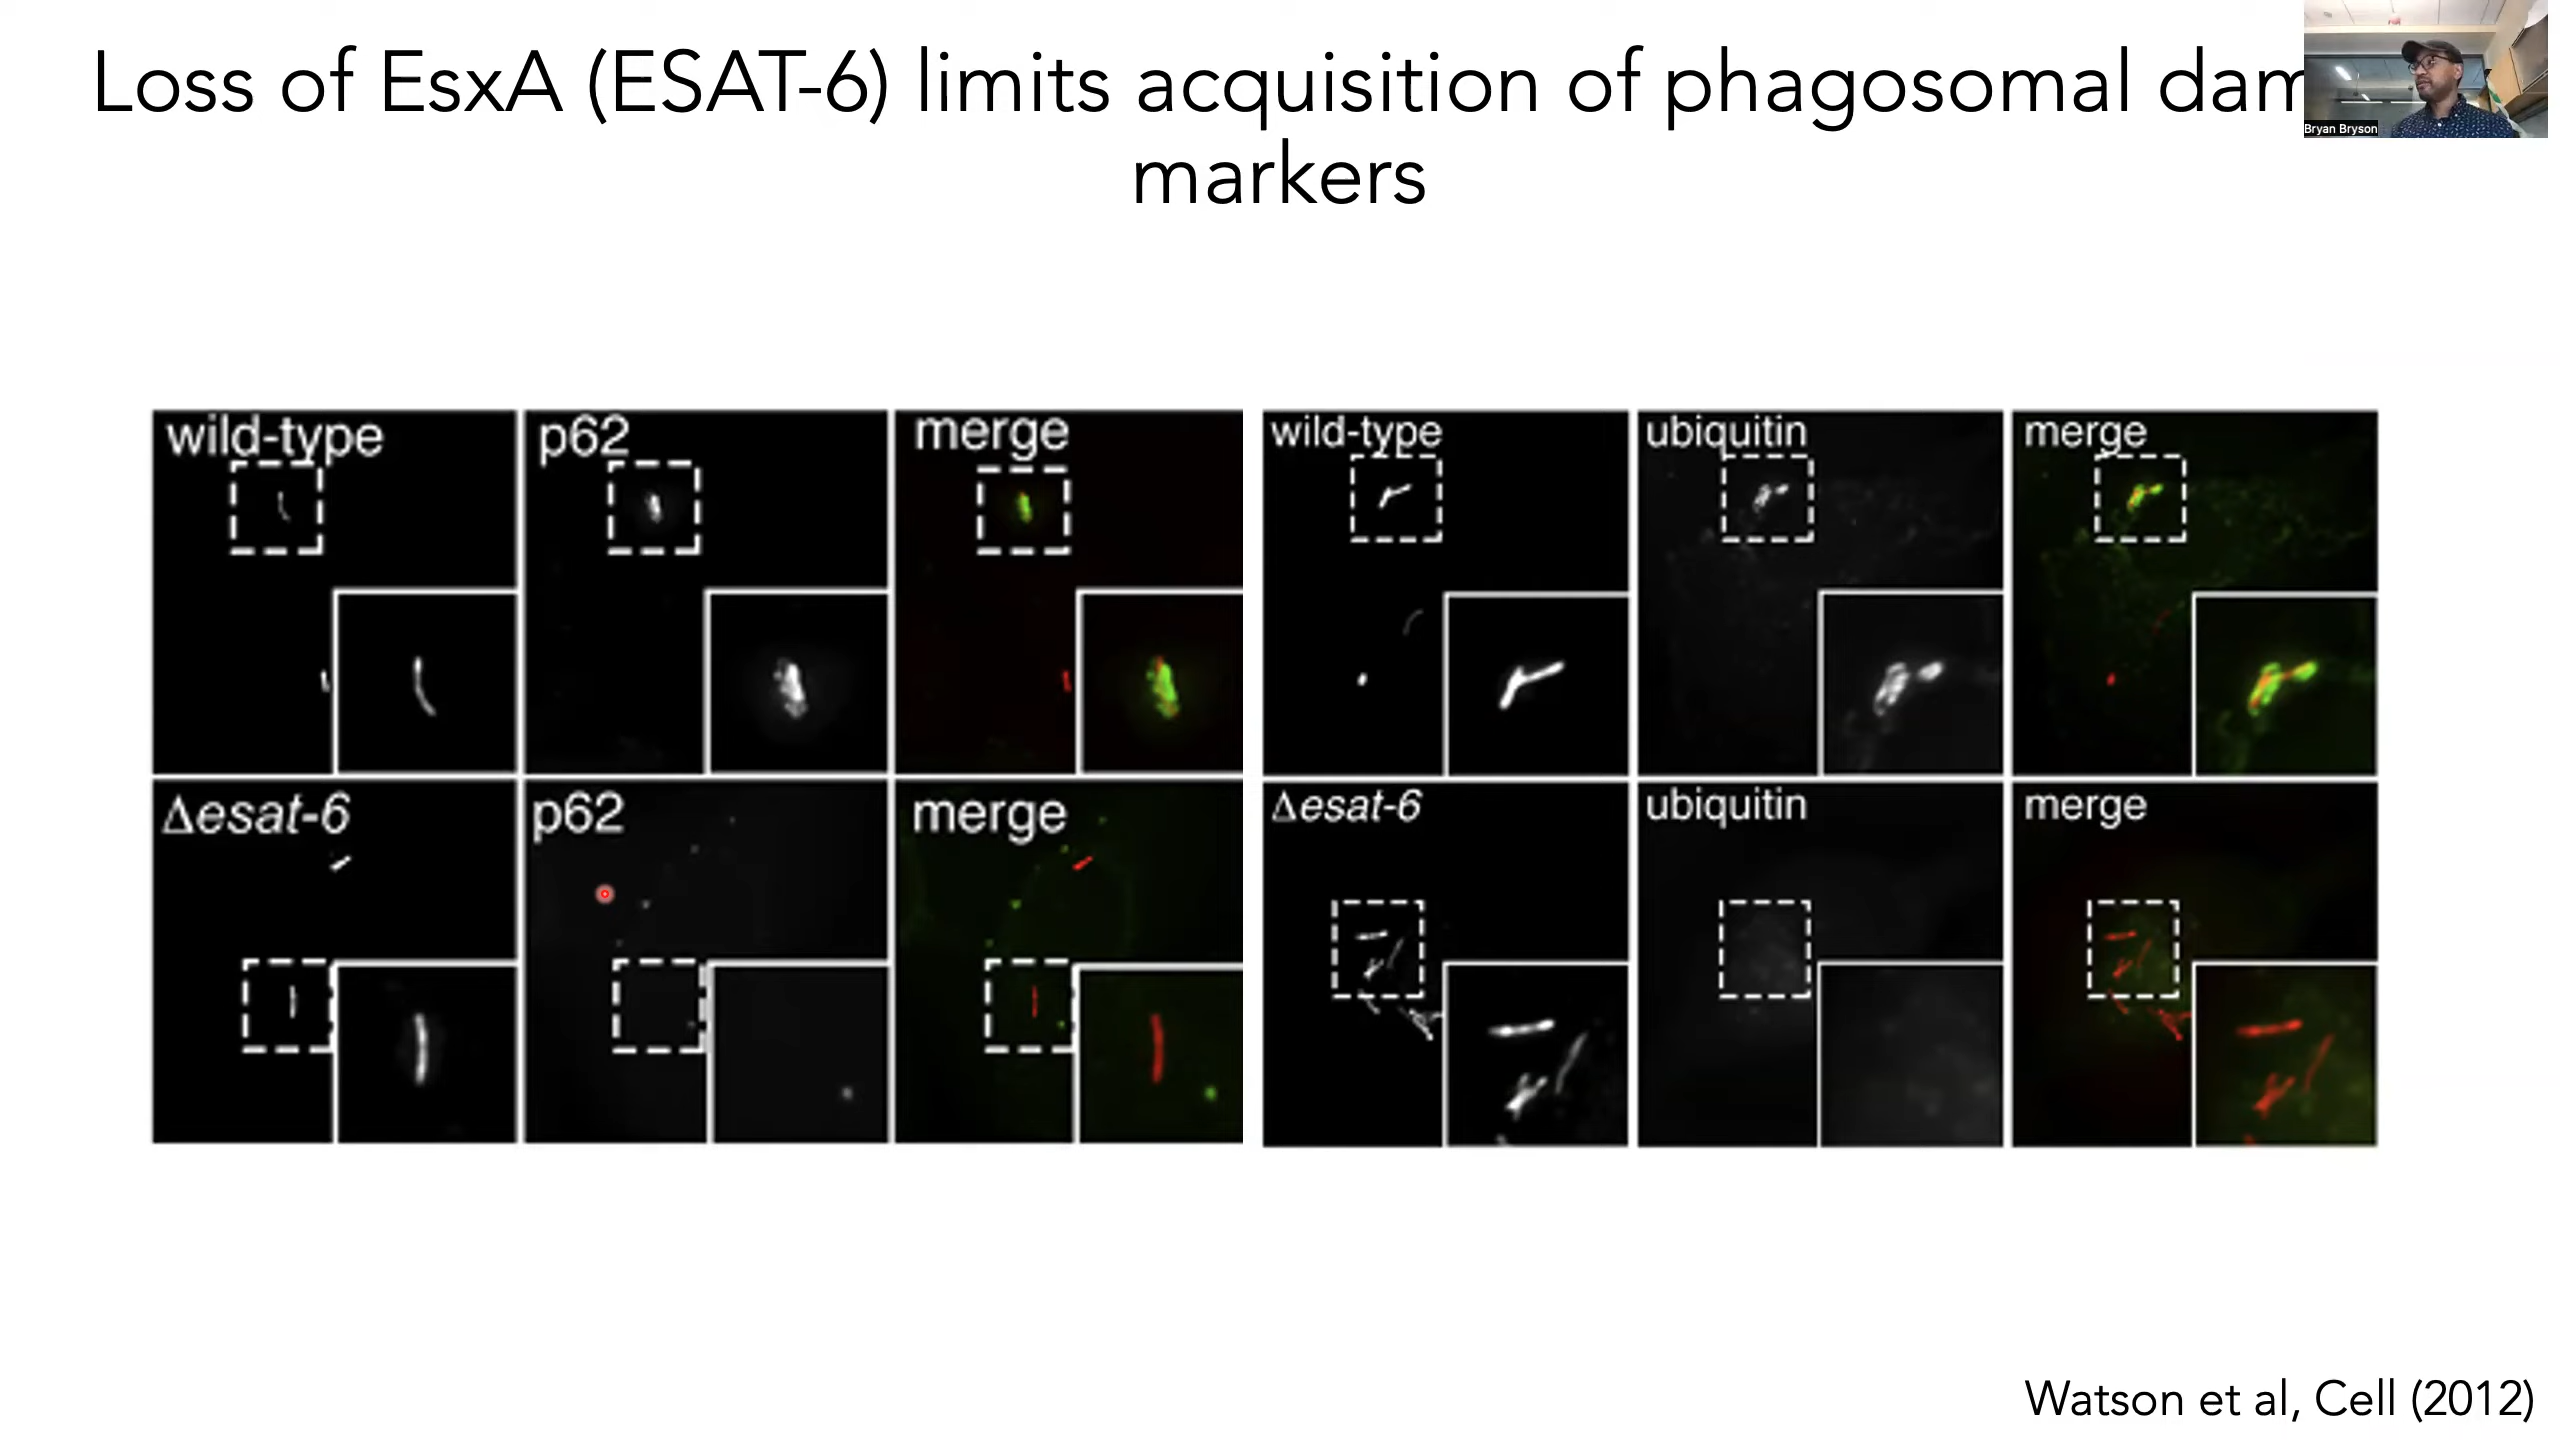 Loss of EsxA (ESAT-6) limits acquisition of phagosomal dam
markers
Bryan Bryson
wild-type p62 merge wild-type ubiquitin merge
Δesat-6 p62 merge Δesat-6 ubiquitin merge
Watson et al, Cell (2012)